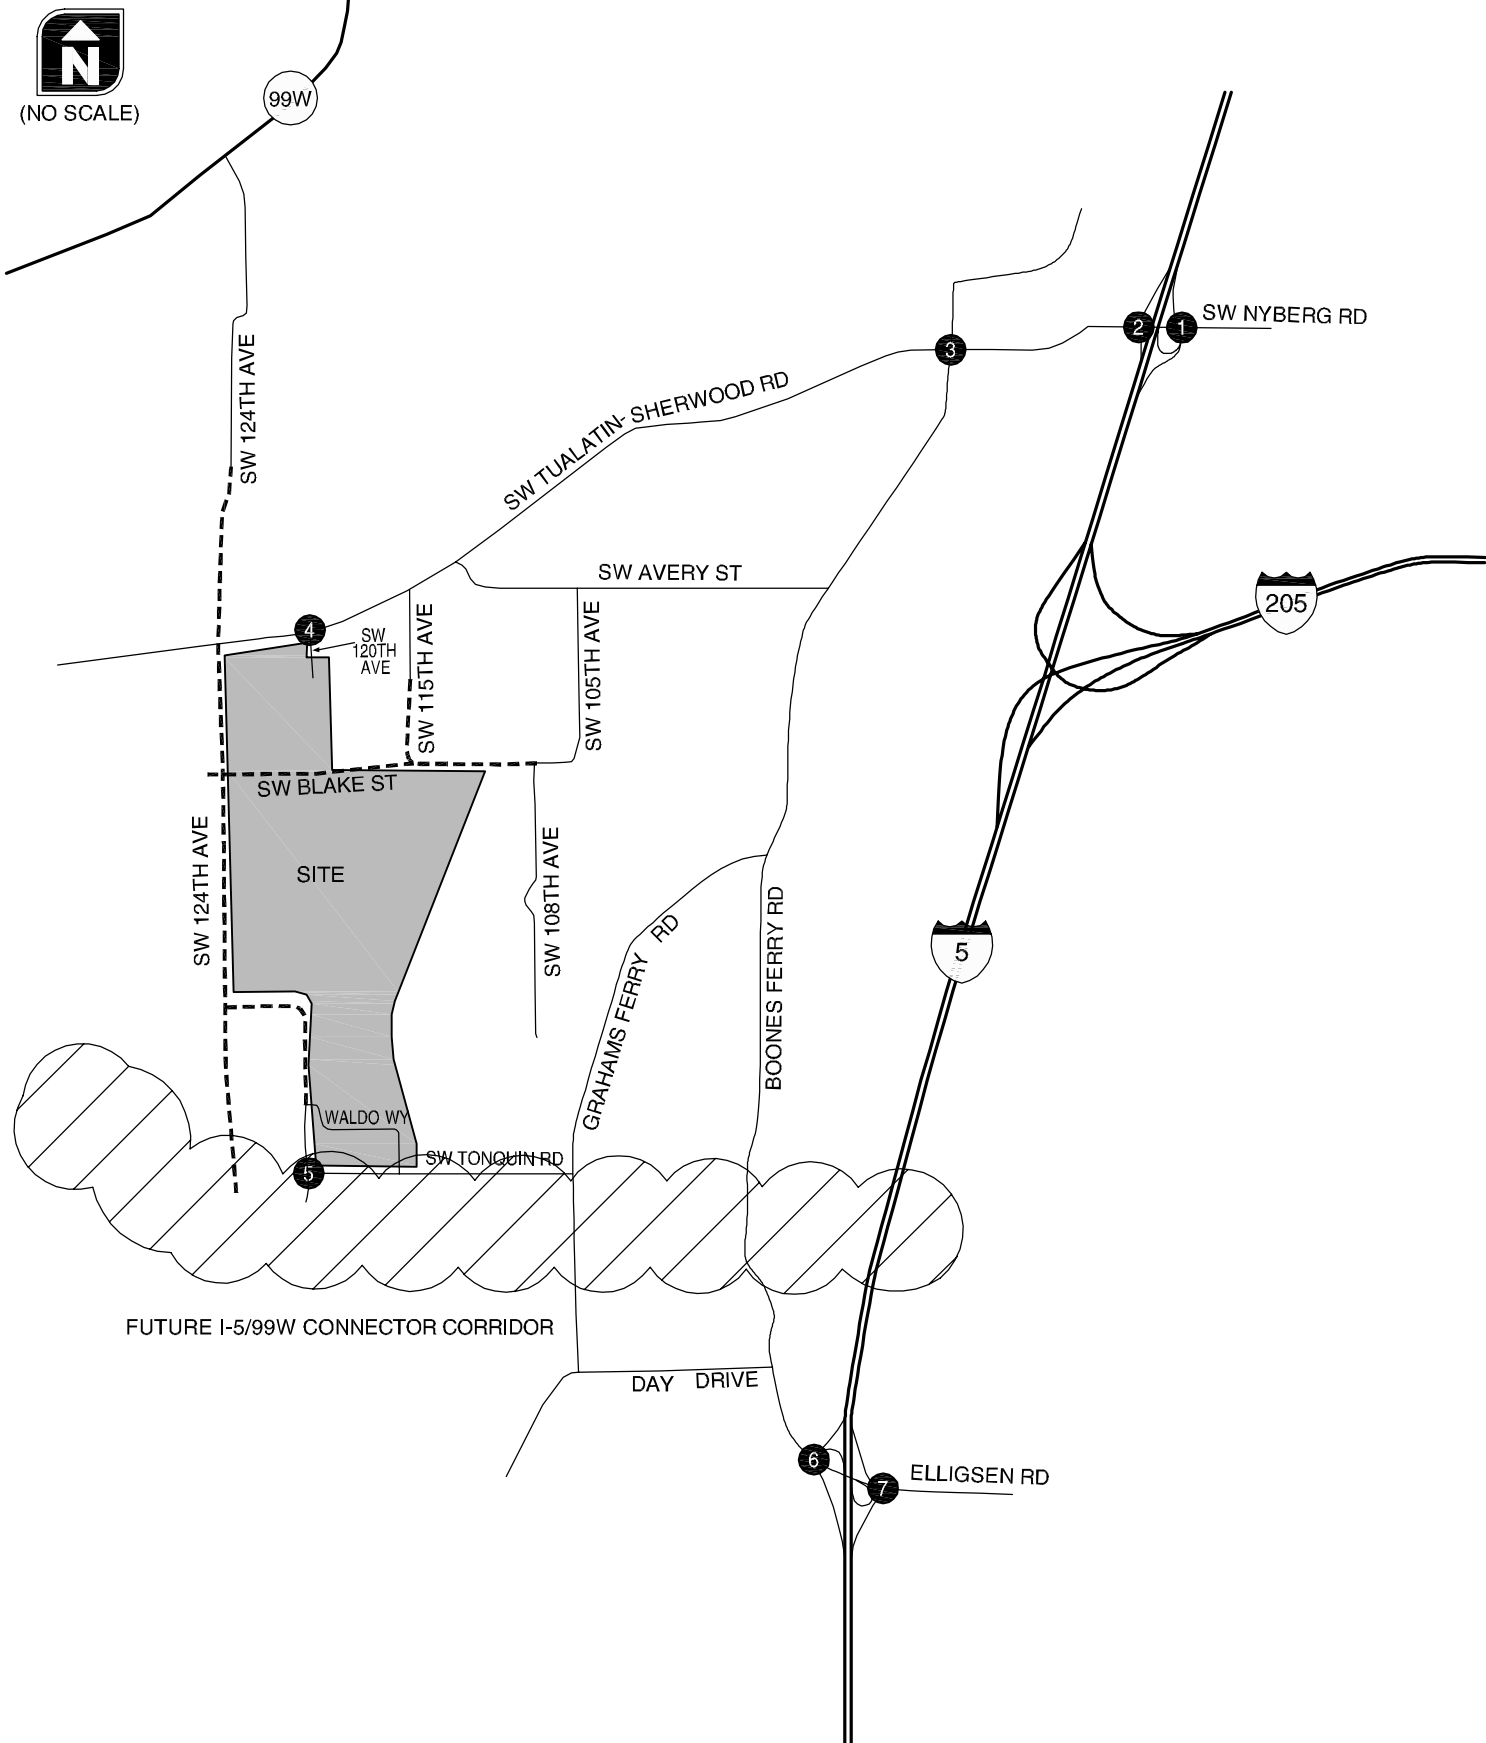 N
(NO SCALE)
99W
SW NYBERG RD
2
1
3
SW 124TH AVE
SW TUALATIN- SHERWOOD RD
SW AVERY ST
205
4
SW
120TH
AVE
SW 115TH AVE
SW 105TH AVE
SW BLAKE ST
SITE
SW 124TH AVE
SW 108TH AVE
GRAHAMS FERRY RD
BOONES FERRY RD
5
WALDO WY
SW TONQUIN RD
5
FUTURE I-5/99W CONNECTOR CORRIDOR
DAY DRIVE
6
7
ELLIGSEN RD